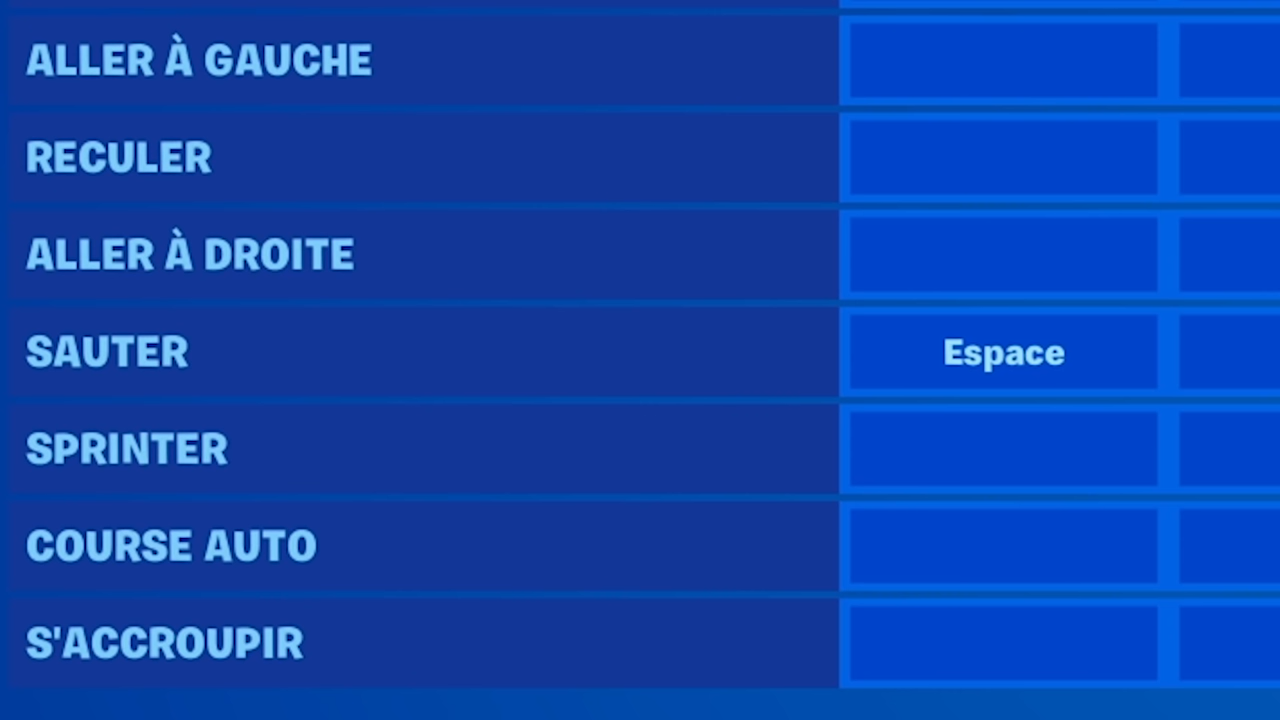 ALLER À GAUCHE
RECULER
ALLER À DROITE
SAUTER
Espace
SPRINTER
COURSE AUTO
S'ACCROUPIR